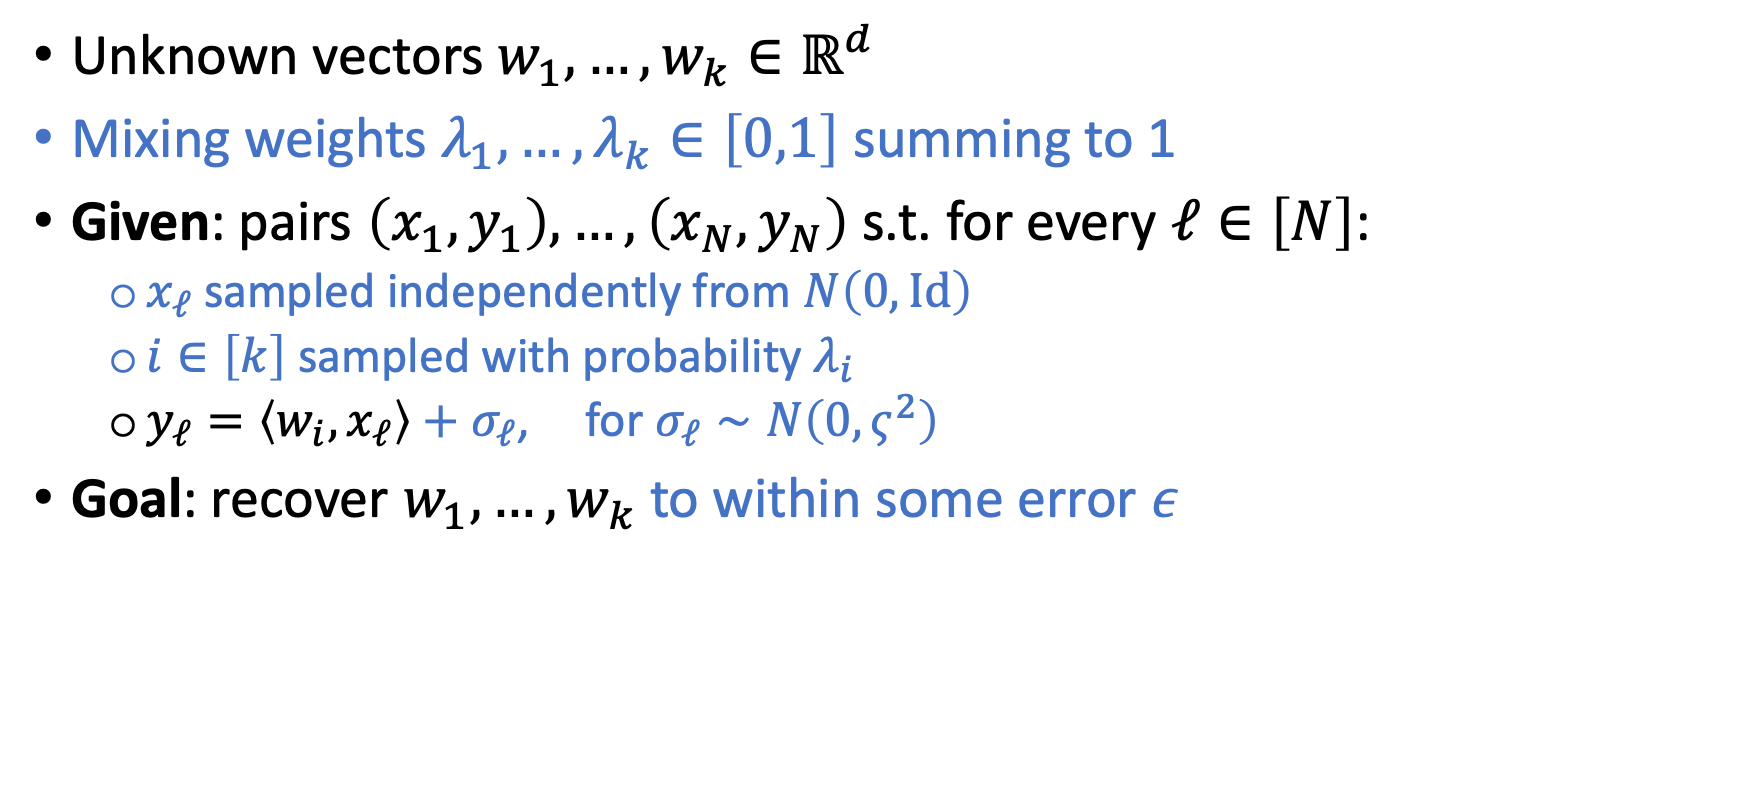 • Unknown vectors w₁, …, wₖ ∈ ℝᵈ
• Mixing weights λ₁, …, λₖ ∈ [0,1] summing to 1
• Given: pairs (x₁, y₁), …, (x_N, y_N) s.t. for every ℓ ∈ [N]:
○ x_ℓ sampled independently from N(0, Id)
○ i ∈ [k] sampled with probability λᵢ
○ y_ℓ = ⟨wᵢ, x_ℓ⟩ + σ_ℓ, for σ_ℓ ~ N(0, ς²)
• Goal: recover w₁, …, wₖ to within some error ϵ